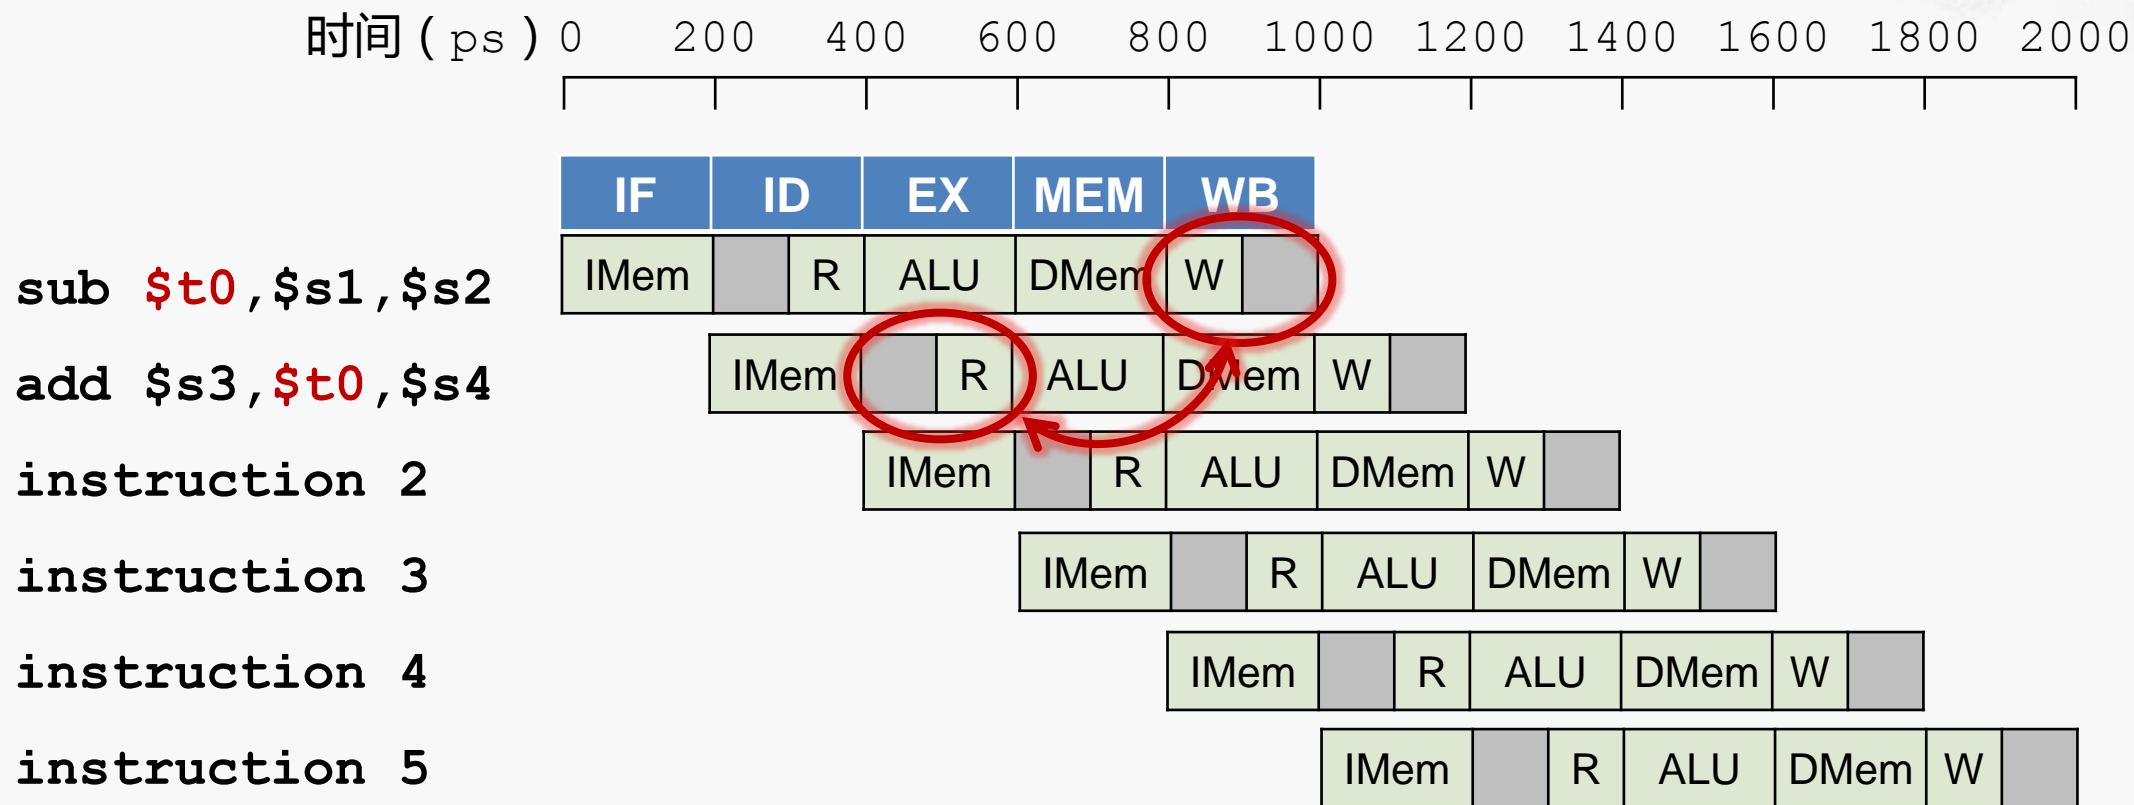 时间（ps） 0 200 400 600 800 1000 1200 1400 1600 1800 2000
IF ID EX MEM WB
sub $t0,$s1,$s2 IMem R ALU DMem W
add $s3,$t0,$s4 IMem R ALU DMem W
instruction 2 IMem R ALU DMem W
instruction 3 IMem R ALU DMem W
instruction 4 IMem R ALU DMem W
instruction 5 IMem R ALU DMem W